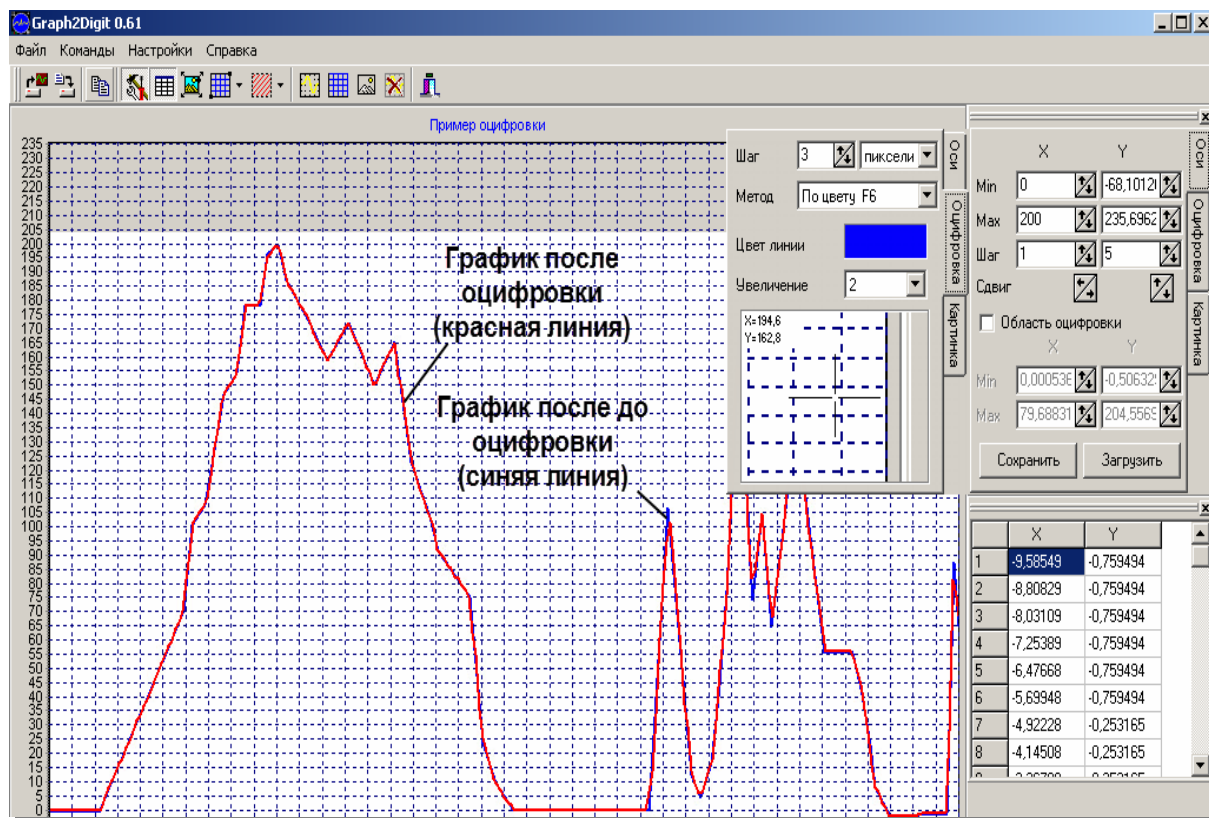 Graph2Digit 0.61
Файл Команды Настройки Справка
Пример оцифровки
235
230
225
220
215
210
205
200
195
190
185
180
175
170
165
160
155
150
145
140
135
130
125
120
115
110
105
100
95
90
85
80
75
70
65
60
55
50
45
40
35
30
25
20
15
10
5
0
График после
оцифровки
(красная линия)
График после до
оцифровки
(синяя линия)
Шаг 3 пиксели
Метод По цвету F6
Цвет линии
Увеличение 2
X=194,6
Y=162,8
Оси
Оцифровка
Картинка
X Y
Min 0 -68,1012
Max 200 235,6962
Шаг 1 5
Сдвиг
Область оцифровки
X Y
Min 0,000536 -0,50632
Max 79,68831 204,5569
Сохранить Загрузить
Оси
Оцифровка
Картинка
X Y
1 -9,58549 -0,759494
2 -8,80829 -0,759494
3 -8,03109 -0,759494
4 -7,25389 -0,759494
5 -6,47668 -0,759494
6 -5,69948 -0,759494
7 -4,92228 -0,253165
8 -4,14508 -0,253165